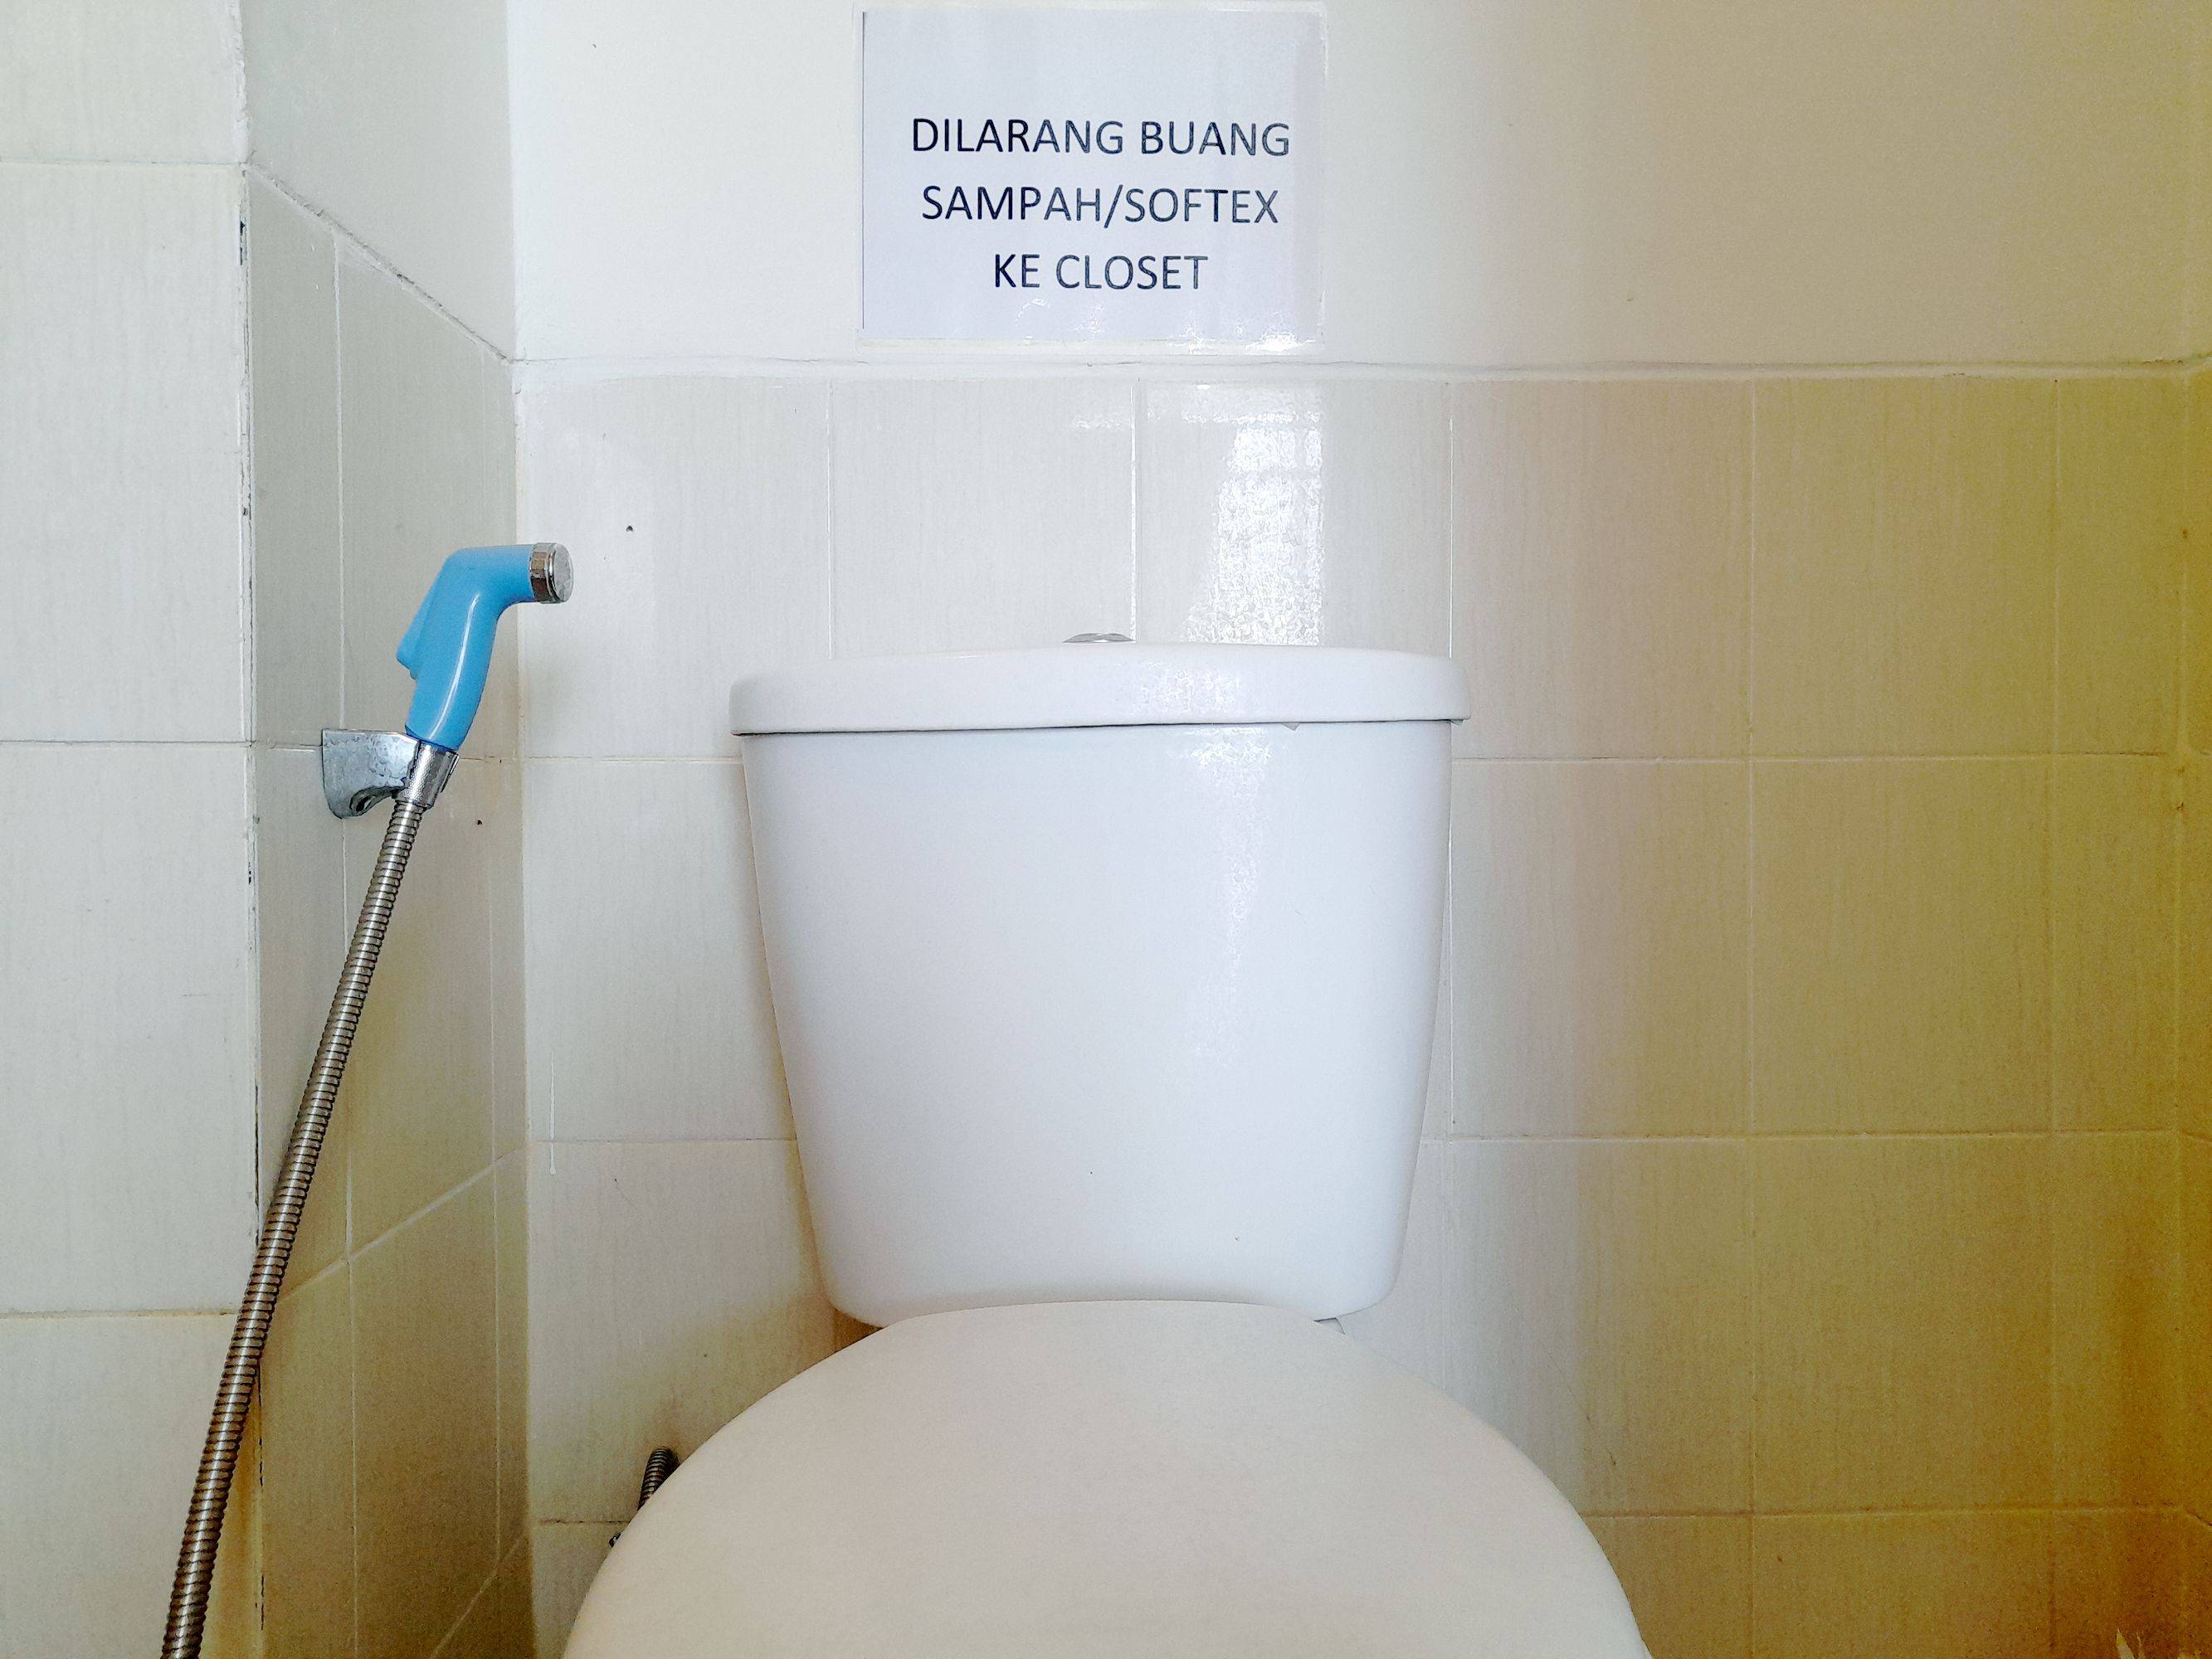 DILARANG BUANG
SAMPAH/SOFTEX
KE CLOSET